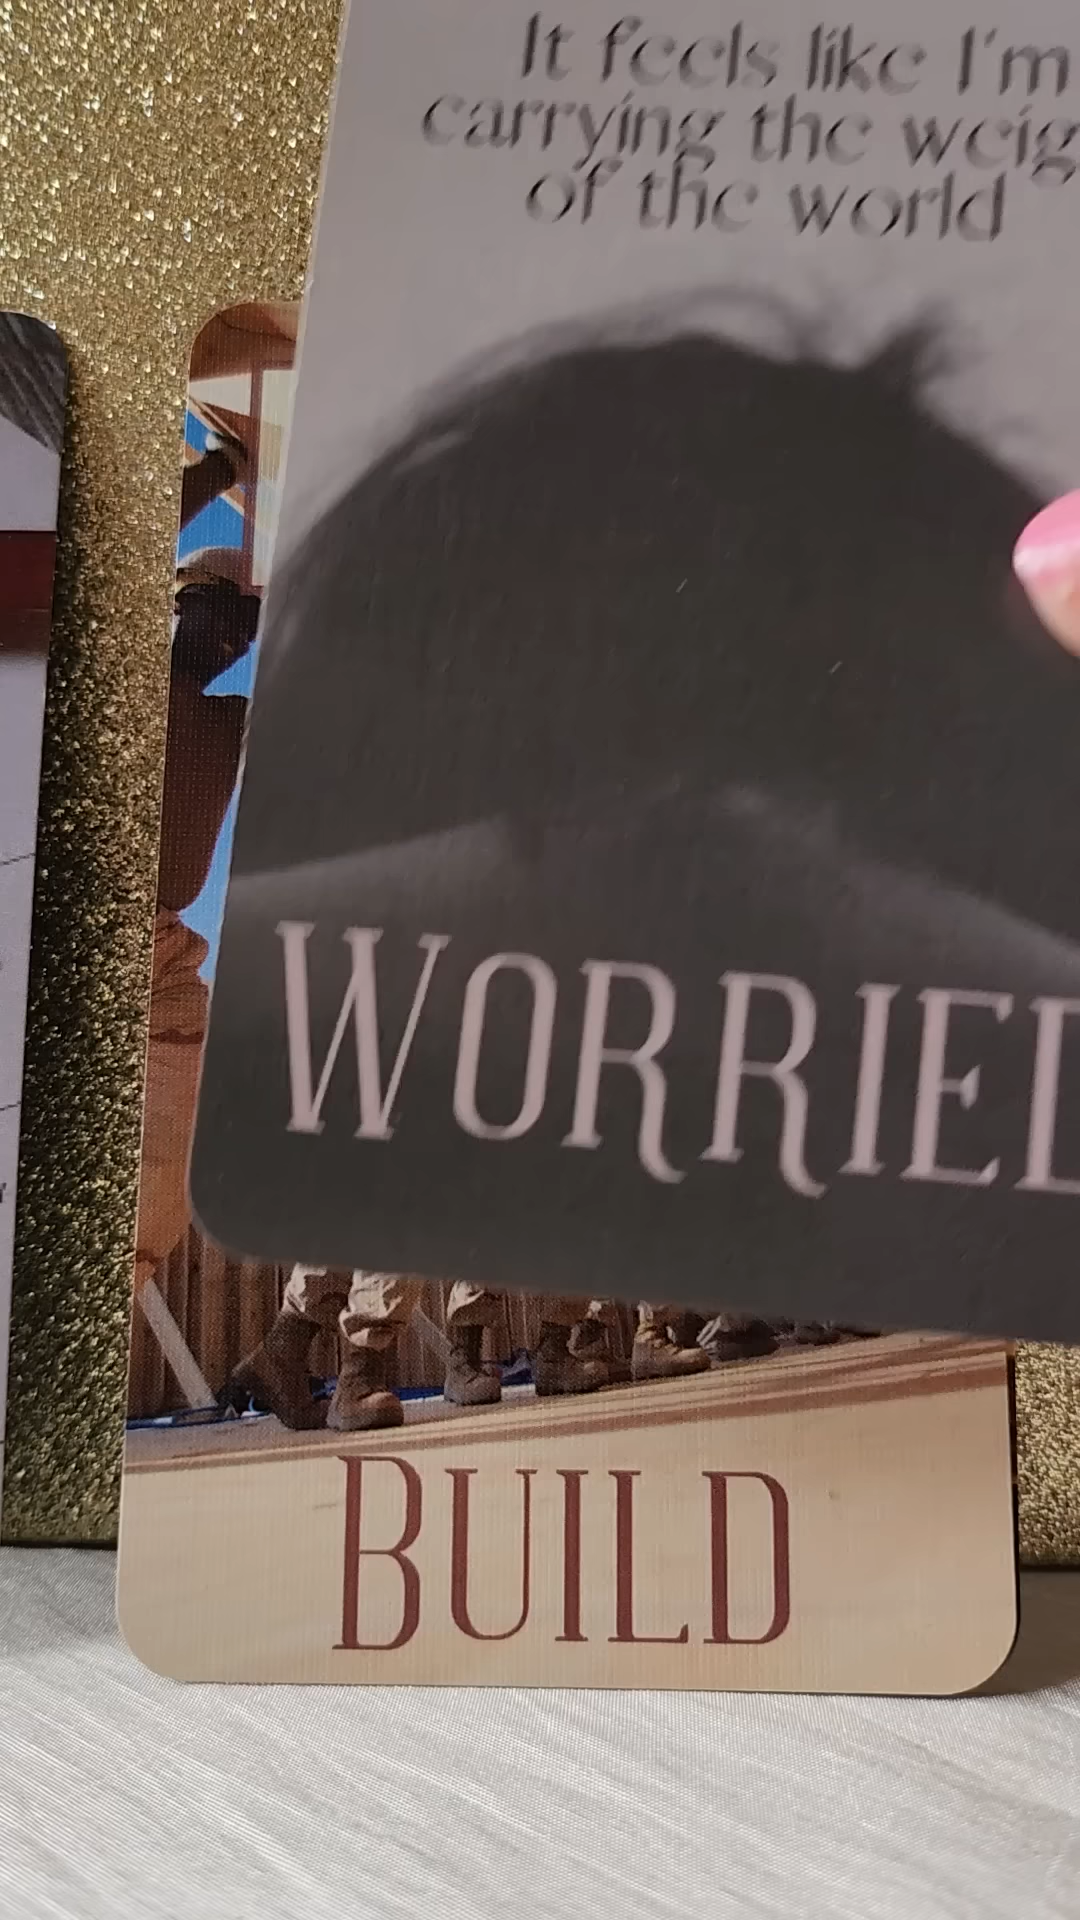 It feels like I'm
carrying the weig
of the world
WORRIED
BUILD